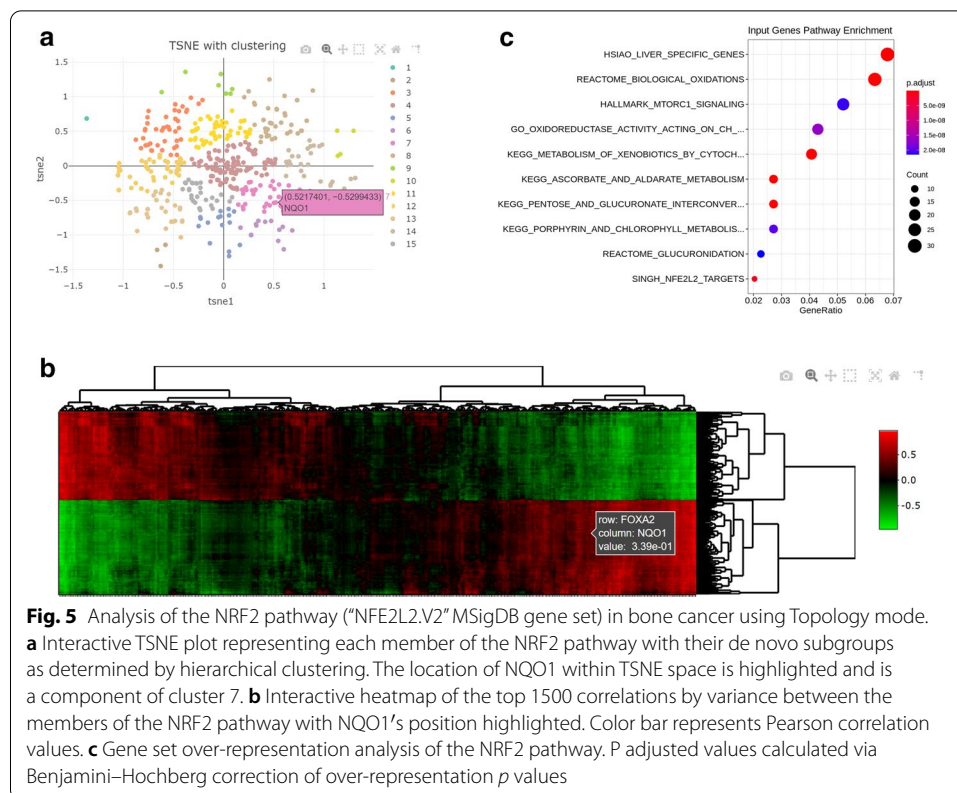 a
TSNE with clustering
1.5
1
0.5
0
−0.5
−1
−1.5
tsne2
−1.5
−1
−0.5
0
0.5
1
tsne1
(0.5217401, −0.5299433) 7
NQO1
1
2
3
4
5
6
7
8
9
10
11
12
13
14
15
c
Input Genes Pathway Enrichment
HSIAO_LIVER_SPECIFIC_GENES
REACTOME_BIOLOGICAL_OXIDATIONS
HALLMARK_MTORC1_SIGNALING
GO_OXIDOREDUCTASE_ACTIVITY_ACTING_ON_CH_...
KEGG_METABOLISM_OF_XENOBIOTICS_BY_CYTOCH...
KEGG_ASCORBATE_AND_ALDARATE_METABOLISM
KEGG_PENTOSE_AND_GLUCURONATE_INTERCONVER...
KEGG_PORPHYRIN_AND_CHLOROPHYLL_METABOLIS...
REACTOME_GLUCURONIDATION
SINGH_NFE2L2_TARGETS
0.02 0.03 0.04 0.05 0.06 0.07
GeneRatio
p.adjust
5.0e-09
1.0e-08
1.5e-08
2.0e-08
Count
10
15
20
25
30
b
row: FOXA2
column: NQO1
value: 3.39e-01
0.5
0
−0.5
Fig. 5 Analysis of the NRF2 pathway (“NFE2L2.V2” MSigDB gene set) in bone cancer using Topology mode.
a Interactive TSNE plot representing each member of the NRF2 pathway with their de novo subgroups
as determined by hierarchical clustering. The location of NQO1 within TSNE space is highlighted and is
a component of cluster 7. b Interactive heatmap of the top 1500 correlations by variance between the
members of the NRF2 pathway with NQO1′s position highlighted. Color bar represents Pearson correlation
values. c Gene set over-representation analysis of the NRF2 pathway. P adjusted values calculated via
Benjamini–Hochberg correction of over-representation p values